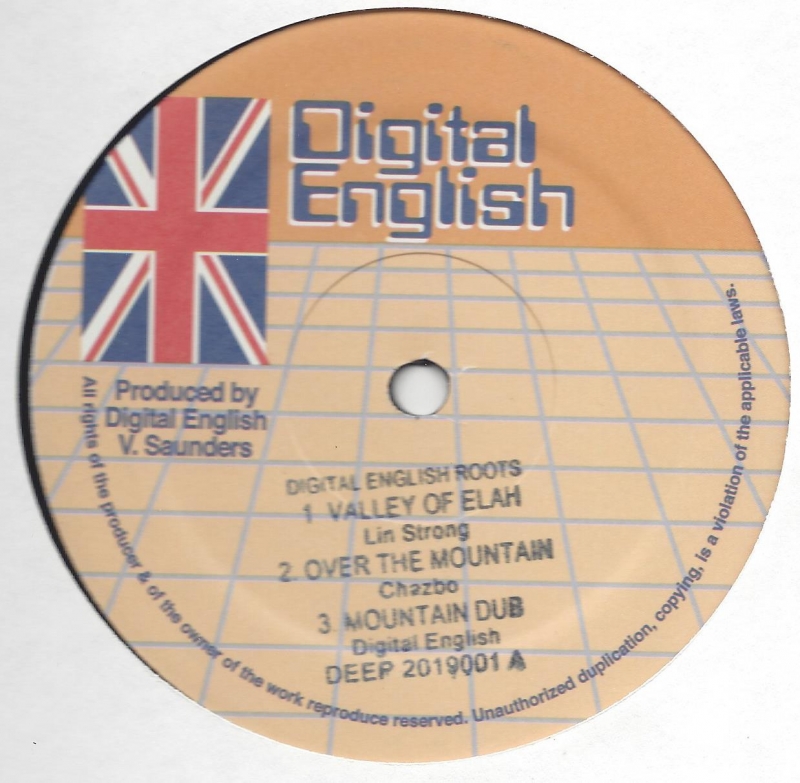 Digital
English
Produced by
Digital English
V. Saunders
DIGITAL ENGLISH ROOTS
1 VALLEY OF ELAH
Lin Strong
2. OVER THE MOUNTAIN
Chazbo
3. MOUNTAIN DUB
Digital English
DEEP 2019001 A
All rights of the producer & of the owner of the work reproduce reserved. Unauthorized duplication, copying, is a violation of the applicable laws.